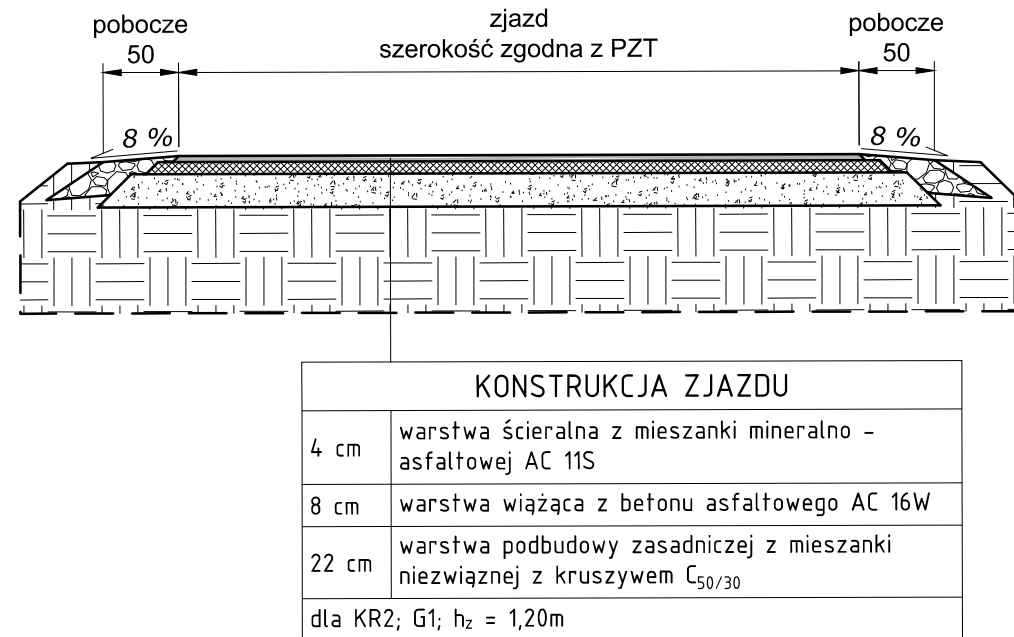 pobocze
50
zjazd
szerokość zgodna z PZT
pobocze
50
8 %
8 %
KONSTRUKCJA ZJAZDU
4 cm
warstwa ścieralna z mieszanki mineralno –
asfaltowej AC 11S
8 cm
warstwa wiążąca z betonu asfaltowego AC 16W
22 cm
warstwa podbudowy zasadniczej z mieszanki
niezwiąznej z kruszywem C50/30
dla KR2; G1; hz = 1,20m